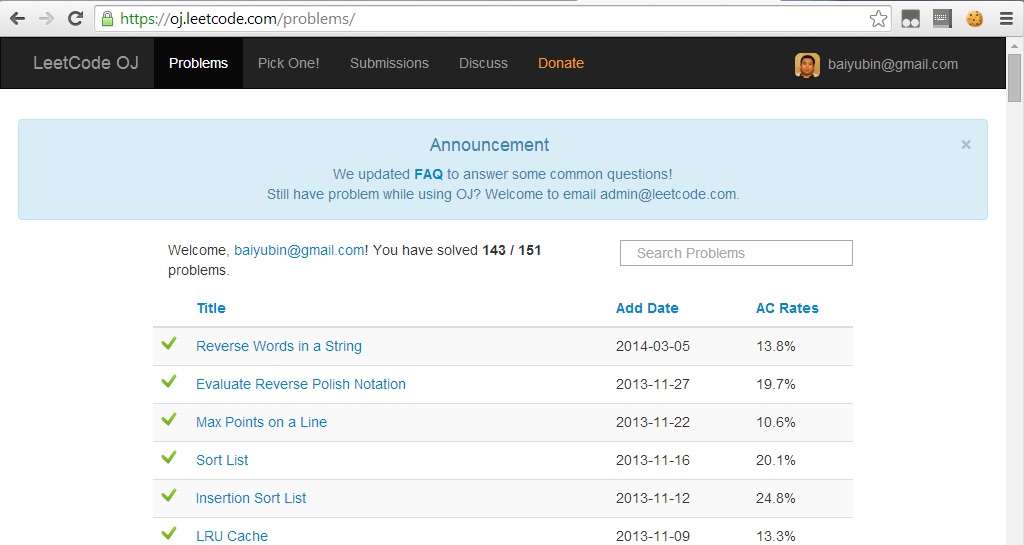 https://oj.leetcode.com/problems/
LeetCode OJ Problems Pick One! Submissions Discuss Donate baiyubin@gmail.com
Announcement ×
We updated FAQ to answer some common questions!
Still have problem while using OJ? Welcome to email admin@leetcode.com.
Welcome, baiyubin@gmail.com! You have solved 143 / 151
problems.
Search Problems
Title Add Date AC Rates
Reverse Words in a String 2014-03-05 13.8%
Evaluate Reverse Polish Notation 2013-11-27 19.7%
Max Points on a Line 2013-11-22 10.6%
Sort List 2013-11-16 20.1%
Insertion Sort List 2013-11-12 24.8%
LRU Cache 2013-11-09 13.3%